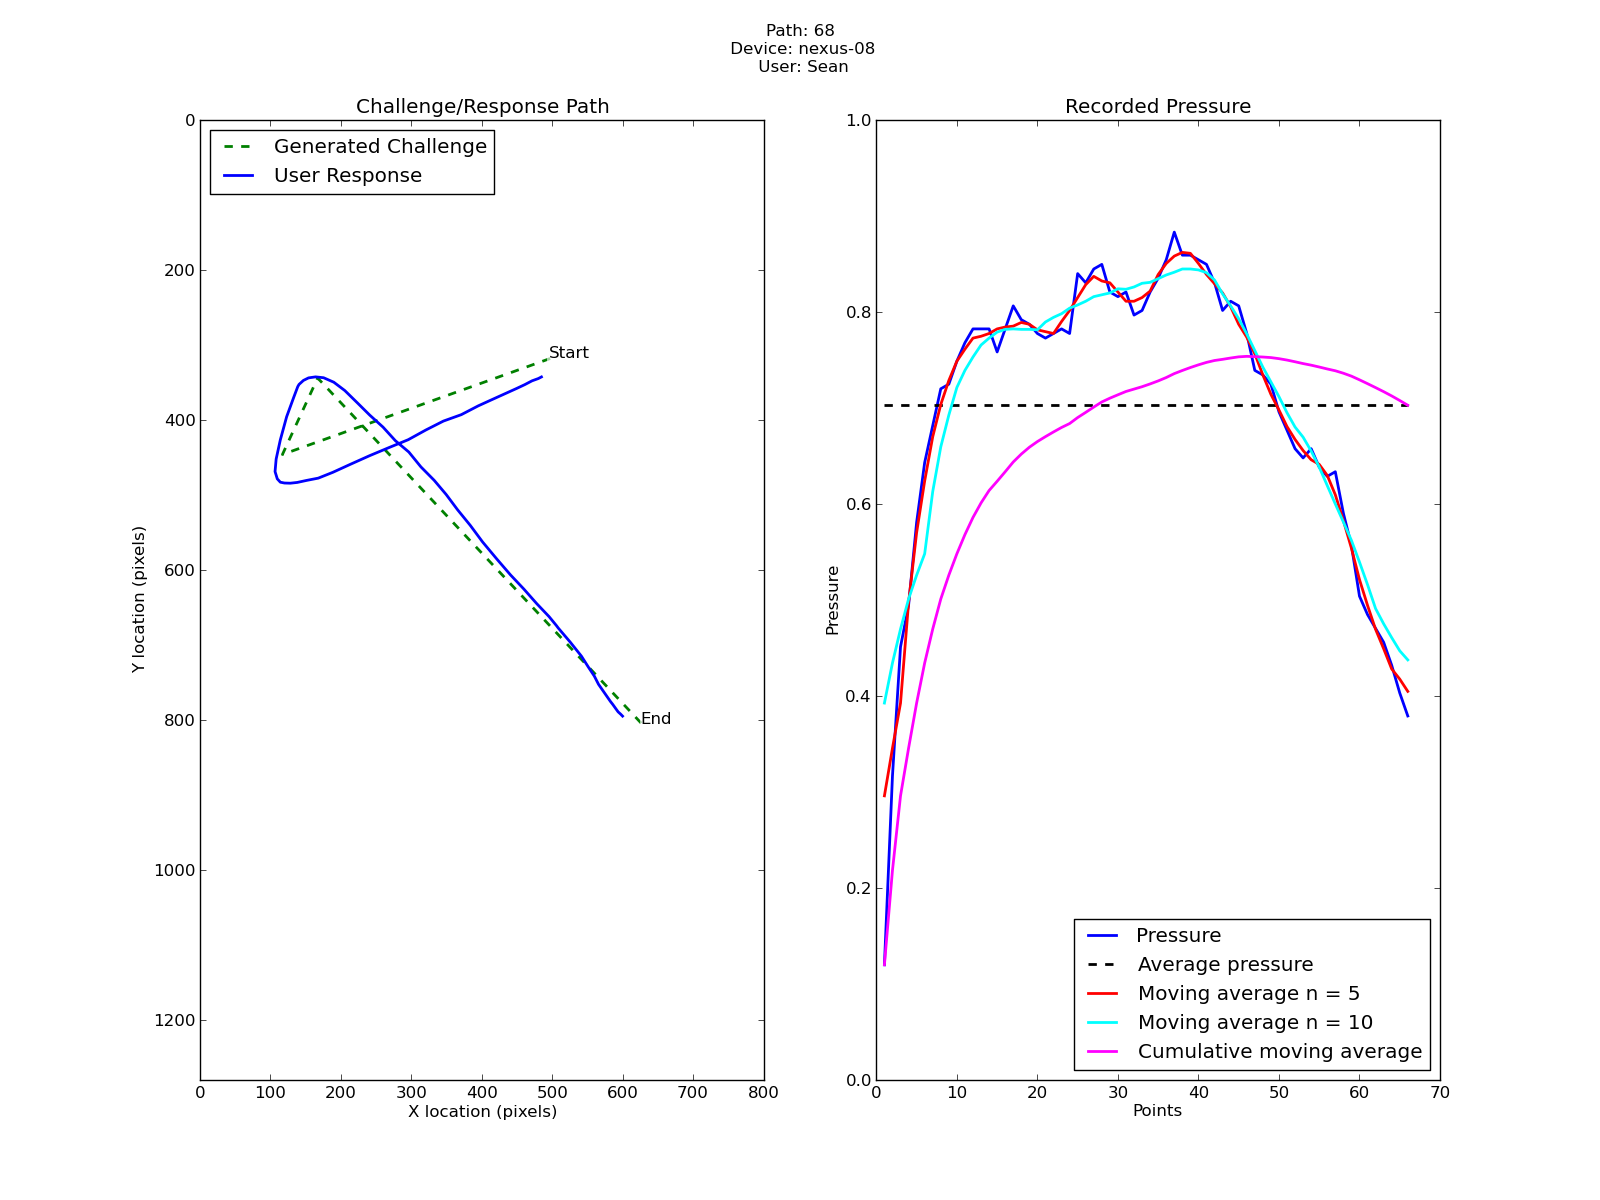 Path: 68
Device: nexus-08
User: Sean
Challenge/Response Path
0
200
400
600
800
1000
1200
Y location (pixels)
Generated Challenge
User Response
Start
End
0 100 200 300 400 500 600 700 800
X location (pixels)
Recorded Pressure
1.0
0.8
0.6
0.4
0.2
0.0
Pressure
Pressure
Average pressure
Moving average n = 5
Moving average n = 10
Cumulative moving average
0 10 20 30 40 50 60 70
Points